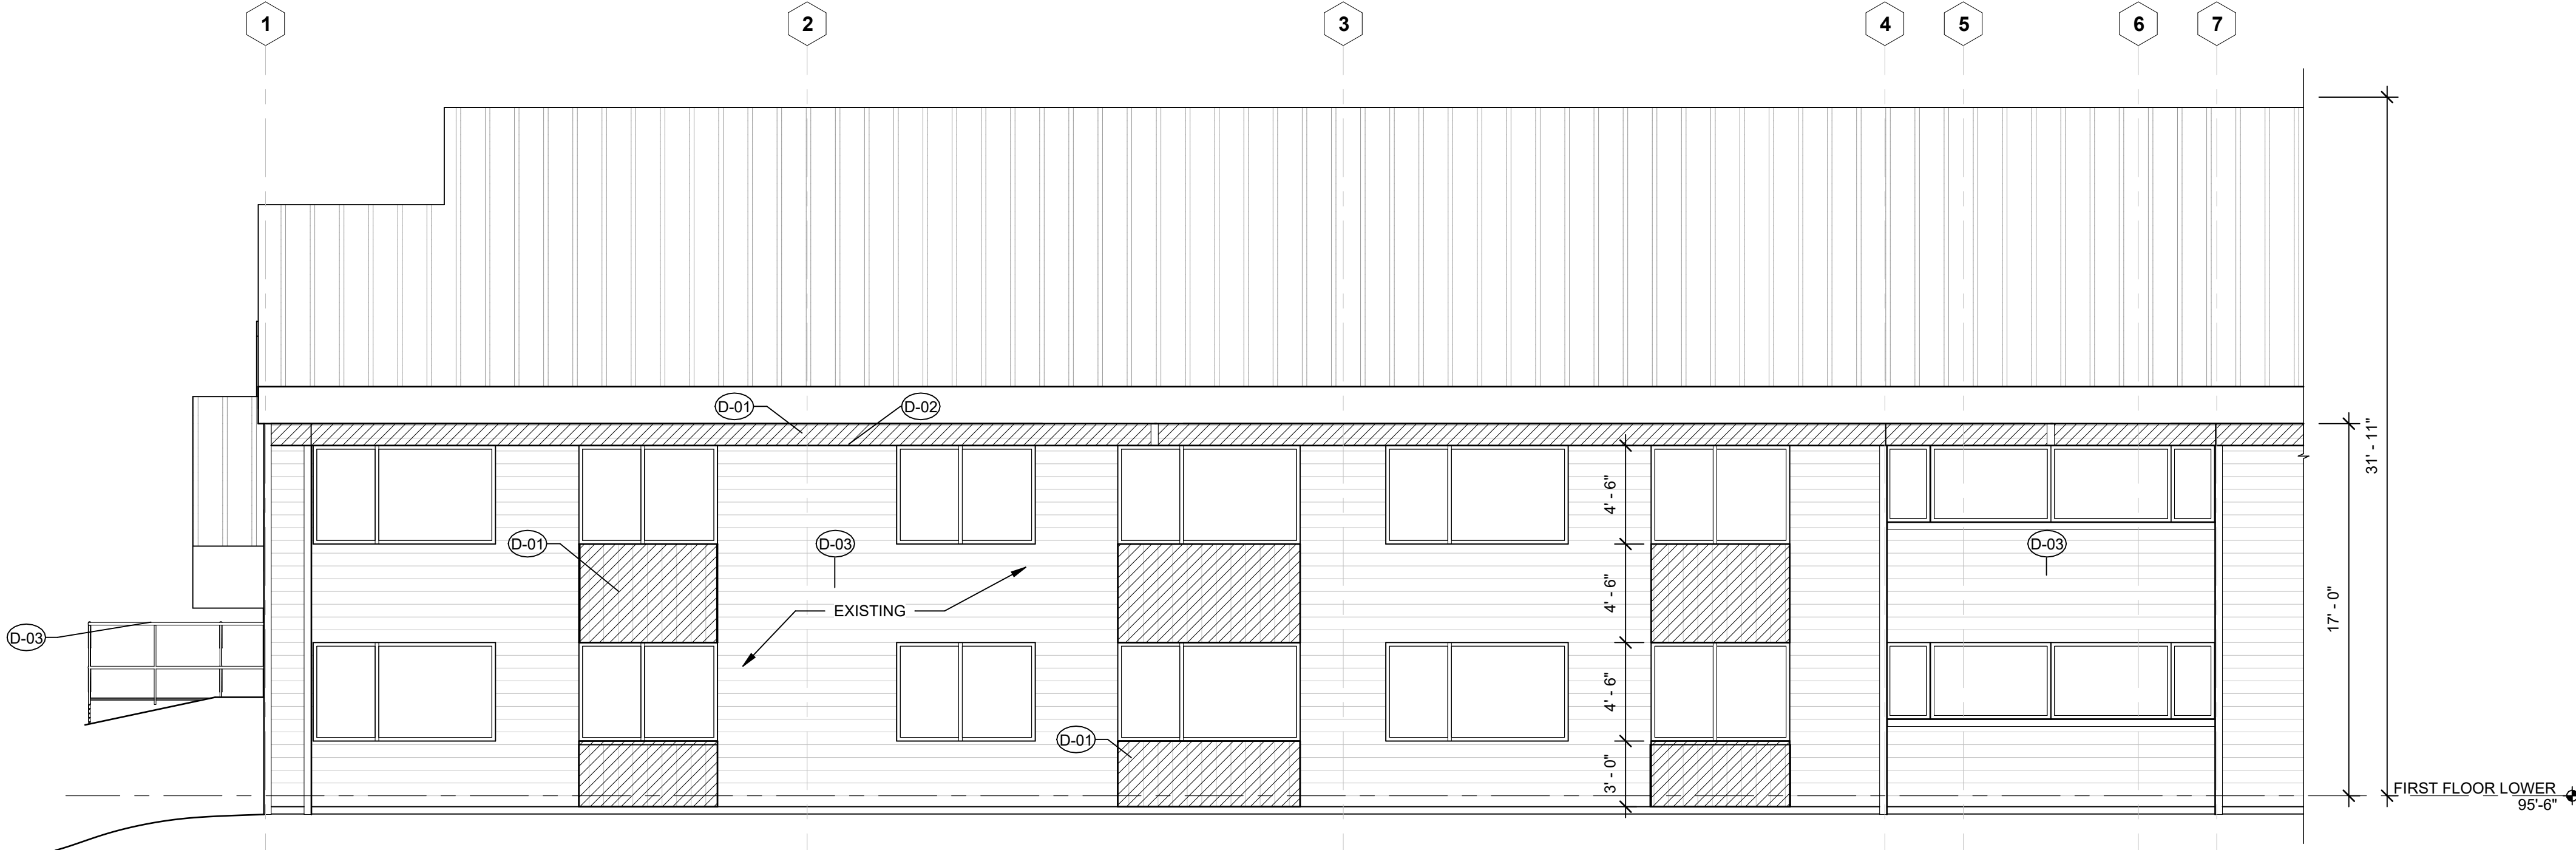 1
2
3
4
5
6
7
D-01
D-02
31' - 11"
4' - 6"
D-01
D-03
D-03
4' - 6"
17' - 0"
EXISTING
D-03
4' - 6"
D-01
3' - 0"
FIRST FLOOR LOWER
95'-6"